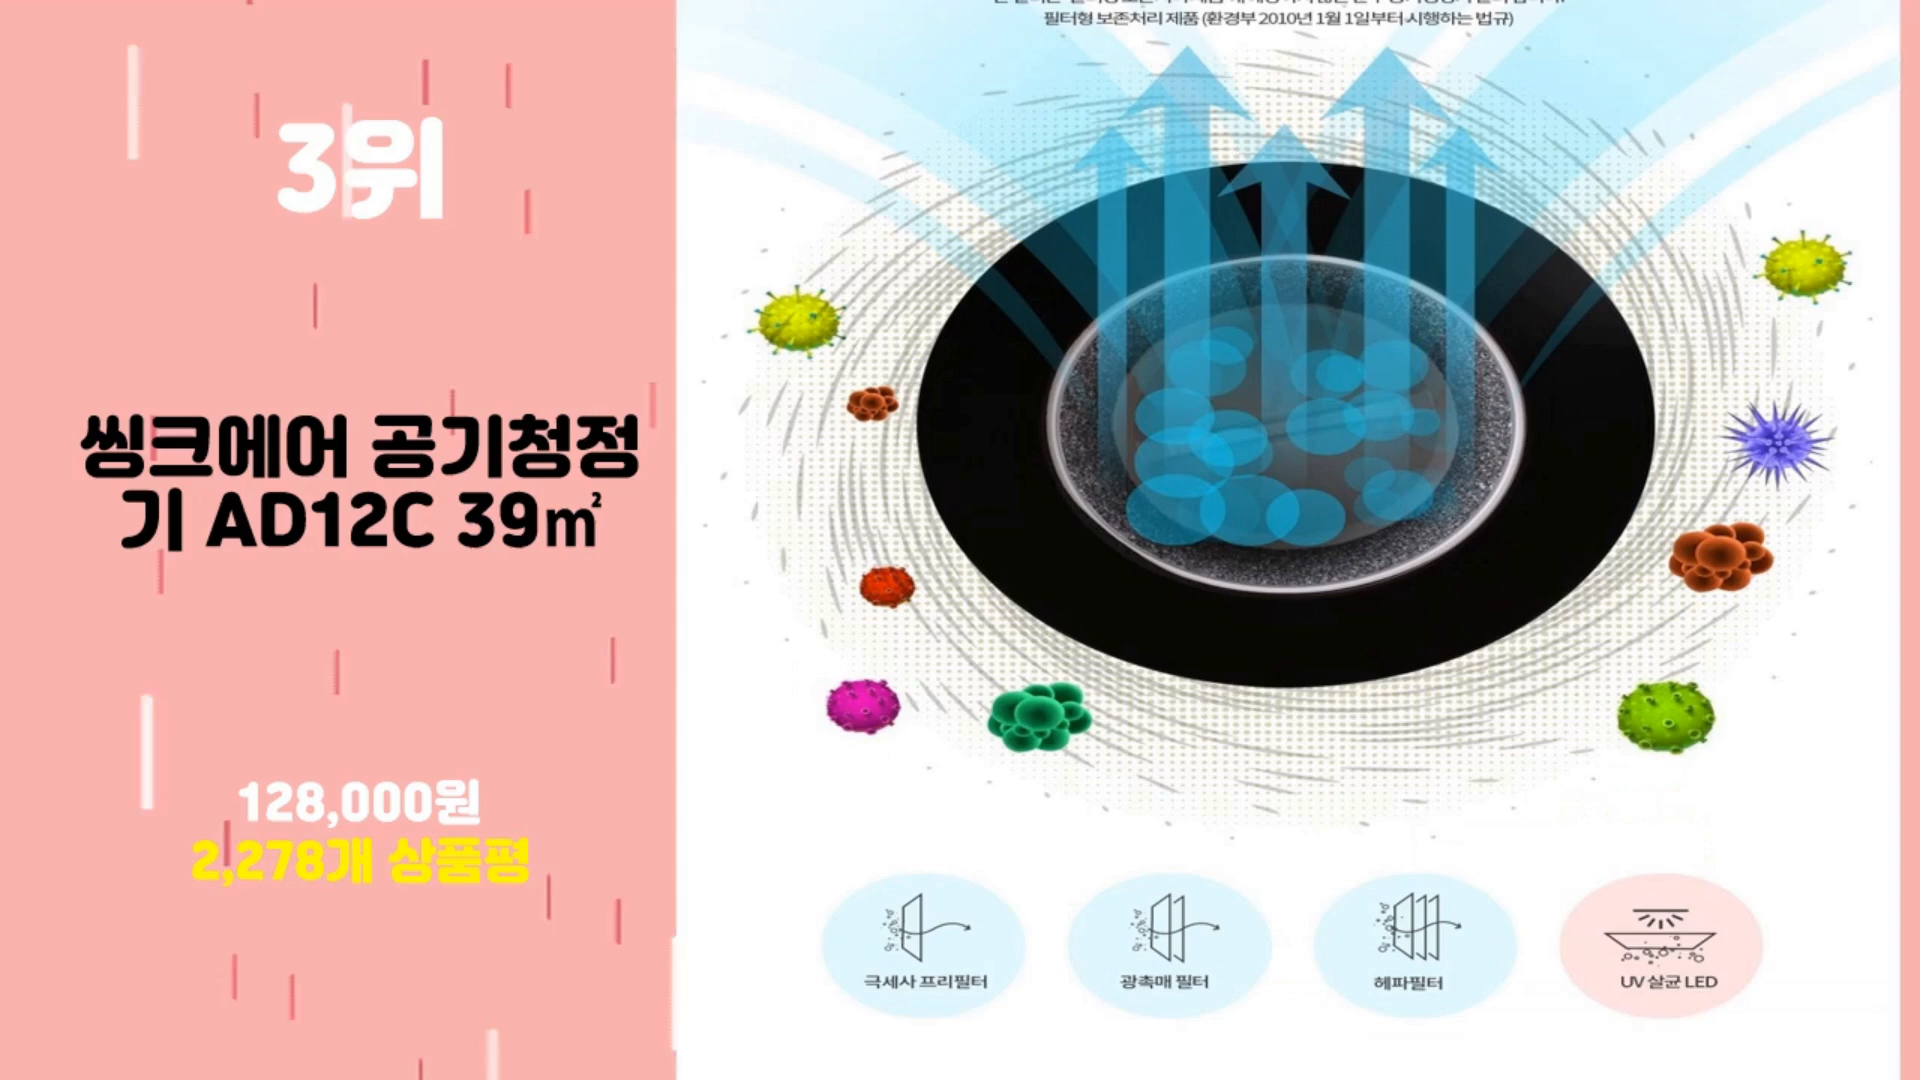 3위
씽크에어 공기청정
기 AD12C 39㎡
128,000원
2,278개 상품평
필터형 보존처리 제품 (환경부 2010년 1월 1일부터 시행하는 법규)
극세사 프리필터
광촉매 필터
헤파필터
UV 살균 LED